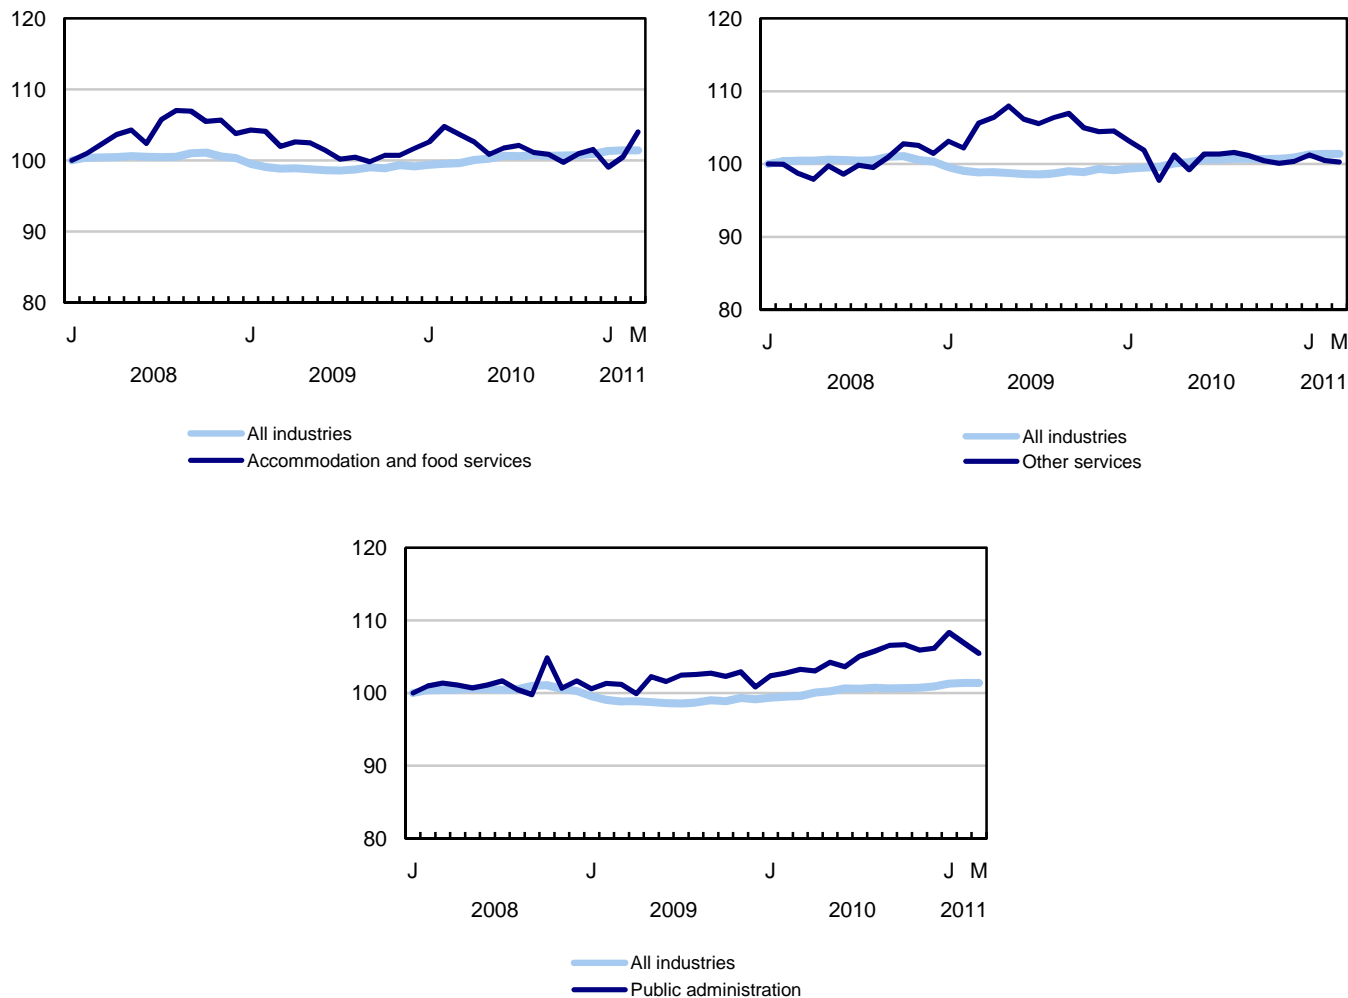 120
110
100
90
80
J J J J M
2008 2009 2010 2011
All industries
Accommodation and food services
120
110
100
90
80
J J J J M
2008 2009 2010 2011
All industries
Other services
120
110
100
90
80
J J J J M
2008 2009 2010 2011
All industries
Public administration